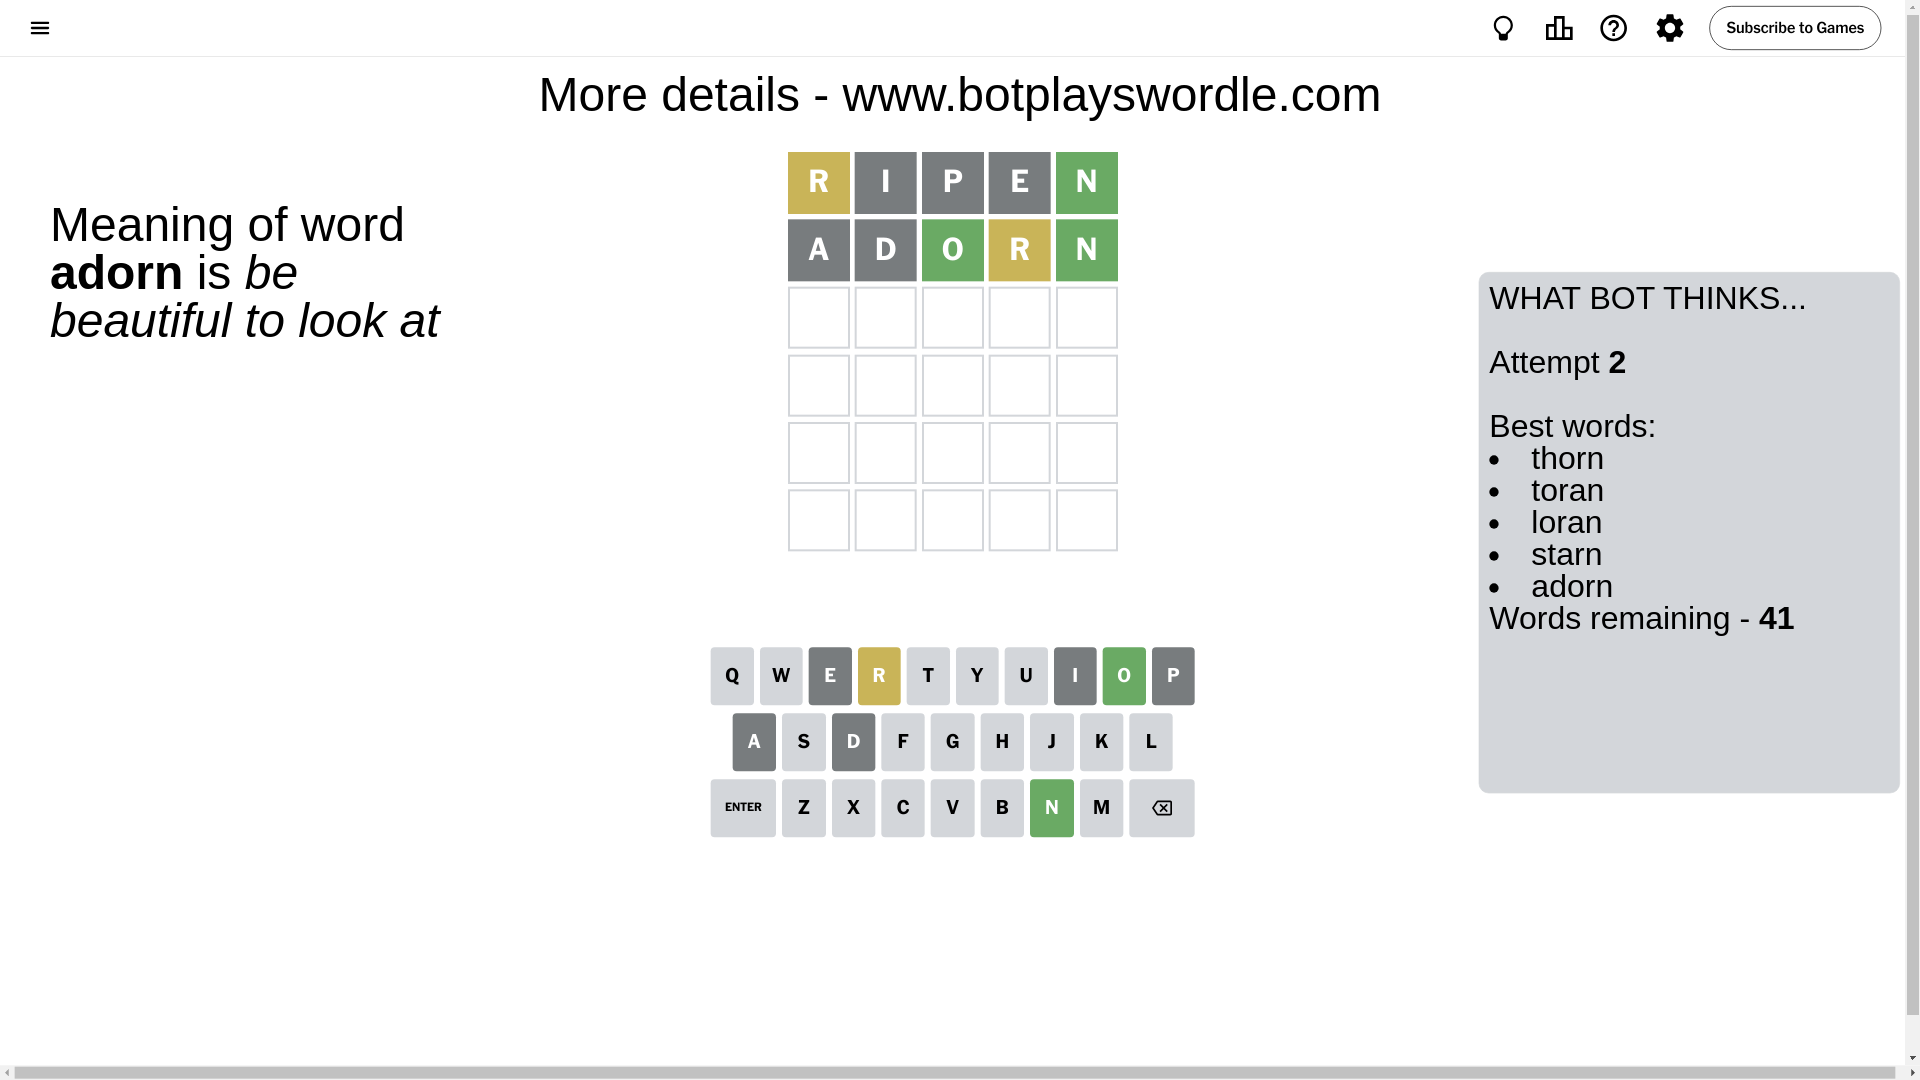 Subscribe to Games
More details - www.botplayswordle.com
Meaning of word
adorn is be
beautiful to look at
R I P E N
A D O R N
WHAT BOT THINKS...
Attempt 2
Best words:
• thorn
• toran
• loran
• starn
• adorn
Words remaining - 41
Q W E R T Y U I O P
A S D F G H J K L
ENTER Z X C V B N M